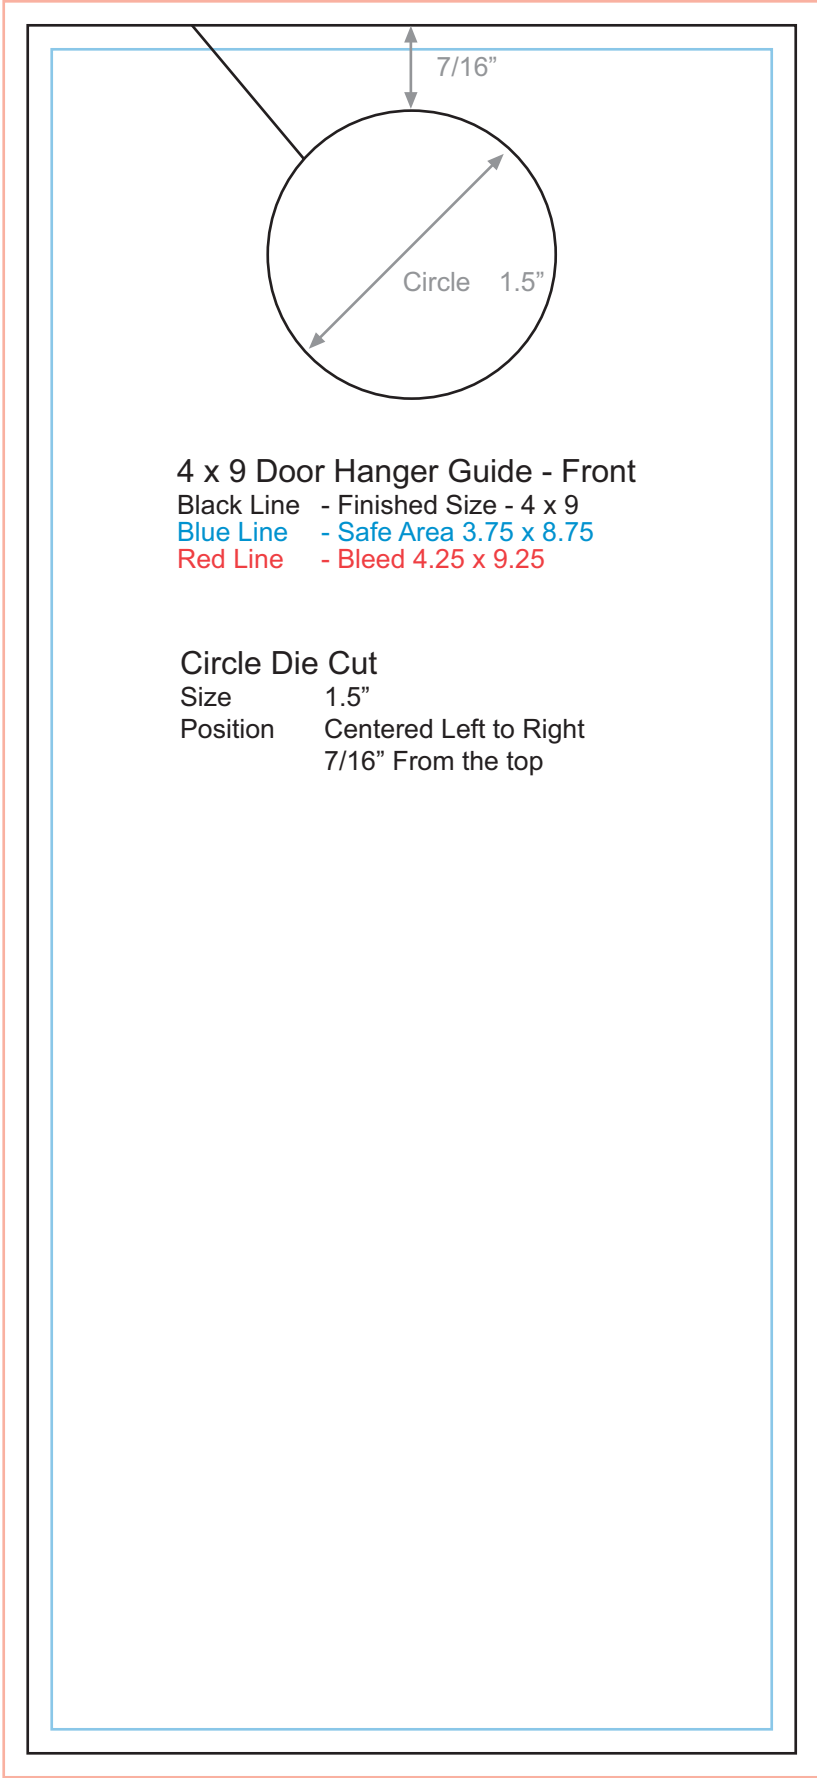 7/16”
Circle 1.5”
4 x 9 Door Hanger Guide - Front
Black Line - Finished Size - 4 x 9
Blue Line - Safe Area 3.75 x 8.75
Red Line - Bleed 4.25 x 9.25
Circle Die Cut
Size 1.5”
Position Centered Left to Right
7/16” From the top